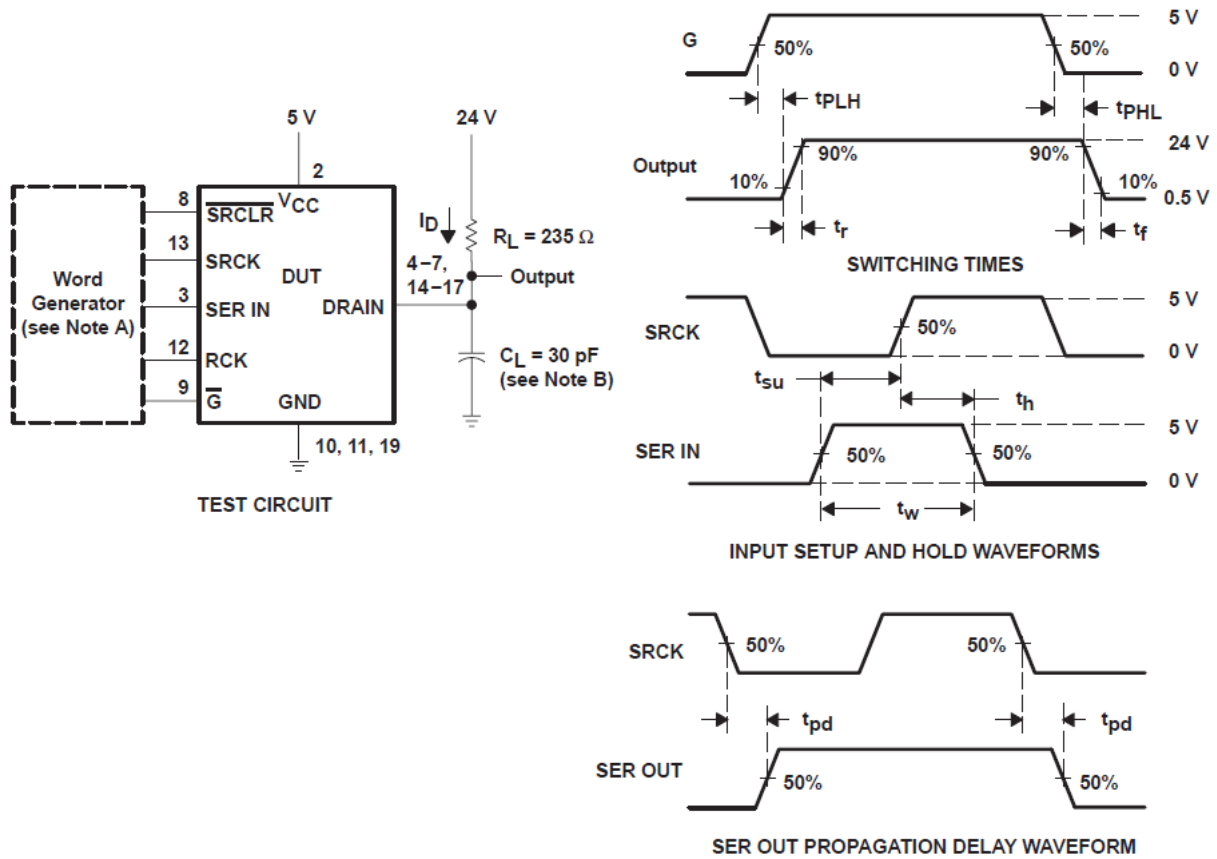 5 V
24 V
2
8
SRCLR
VCC
13
SRCK
DUT
3
SER IN
DRAIN
12
RCK
9
G
GND
Word
Generator
(see Note A)
ID
RL = 235 Ω
4−7,
14−17
Output
CL = 30 pF
(see Note B)
10, 11, 19
TEST CIRCUIT
G
50%
50%
5 V
0 V
tPLH
tPHL
Output
10%
90%
90%
10%
24 V
0.5 V
tr
tf
SWITCHING TIMES
SRCK
50%
5 V
0 V
tsu
th
SER IN
50%
50%
5 V
0 V
tw
INPUT SETUP AND HOLD WAVEFORMS
SRCK
50%
50%
tpd
tpd
SER OUT
50%
50%
SER OUT PROPAGATION DELAY WAVEFORM